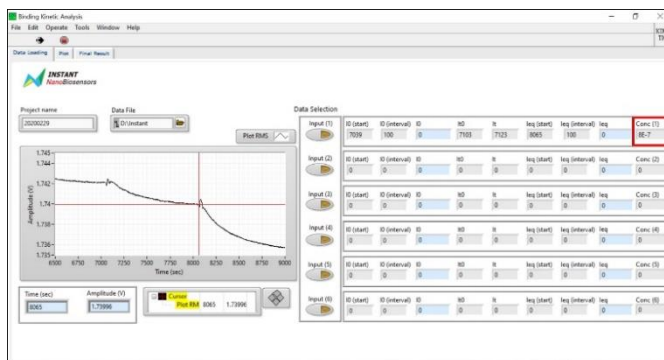 Binding Kinetic Analysis
File Edit Operate Tools Window Help
Data Loading Plot Final Result
INSTANT
NanoBiosensors
Project name Data File
20200229 D:\Instant
Plot RMS
Amplitude (V)
1.745
1.744
1.742
1.74
1.738
1.736
1.735
6500 6750 7000 7250 7500 7750 8000 8250 8500 8750 9000
Time (sec)
Time (sec) Amplitude (V)
8065 1.73996
Cursor
Plot RM 8065 1.73996
Data Selection
Input (1) I0 (start) I0 (interval) I0 It0 It Ieq (start) Ieq (interval) Ieq Conc (1)
7039 100 0 7103 7123 8065 100 0 8E-7
Input (2) I0 (start) I0 (interval) I0 It0 It Ieq (start) Ieq (interval) Ieq Conc (2)
0 0 0 0 0 0 0 0 0
Input (3) I0 (start) I0 (interval) I0 It0 It Ieq (start) Ieq (interval) Ieq Conc (3)
0 0 0 0 0 0 0 0 0
Input (4) I0 (start) I0 (interval) I0 It0 It Ieq (start) Ieq (interval) Ieq Conc (4)
0 0 0 0 0 0 0 0 0
Input (5) I0 (start) I0 (interval) I0 It0 It Ieq (start) Ieq (interval) Ieq Conc (5)
0 0 0 0 0 0 0 0 0
Input (6) I0 (start) I0 (interval) I0 It0 It Ieq (start) Ieq (interval) Ieq Conc (6)
0 0 0 0 0 0 0 0 0